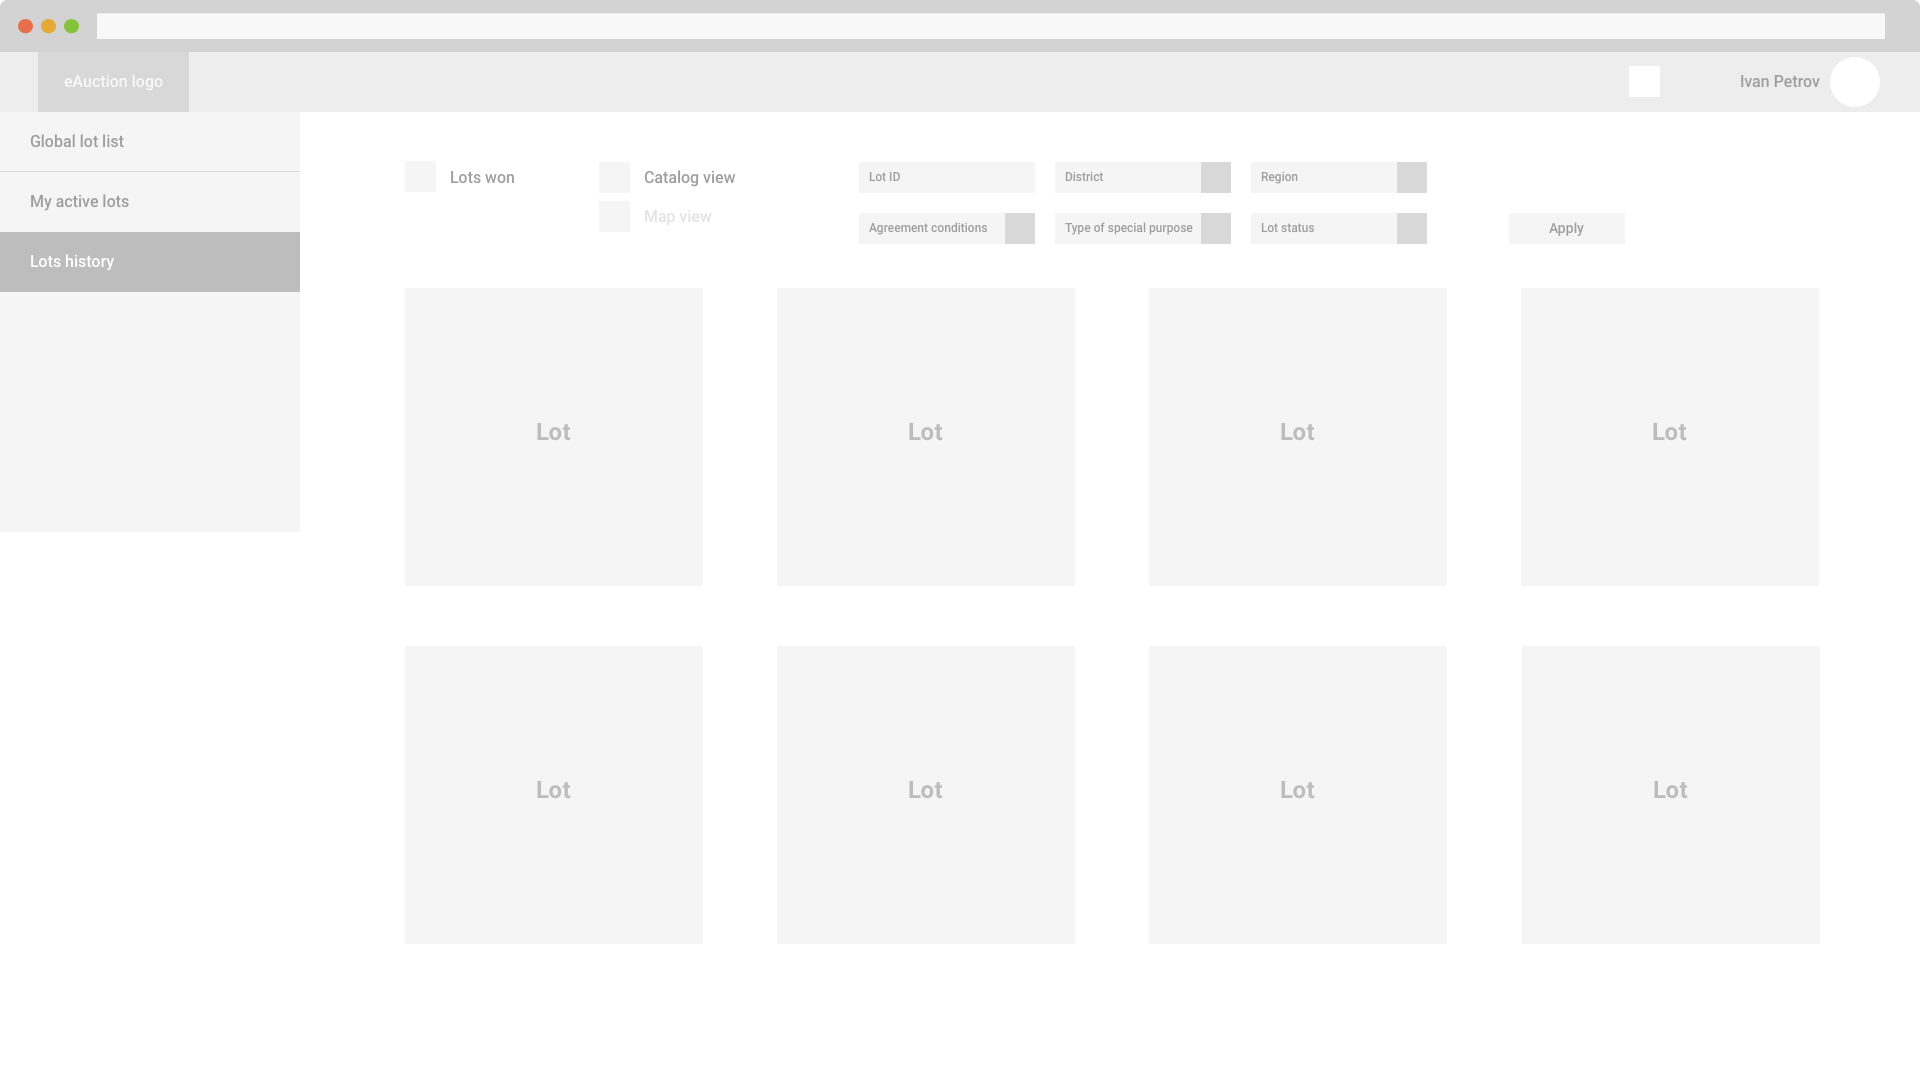 eAuction logo
Ivan Petrov
Global lot list
My active lots
Lots history
Lots won
Catalog view
Map view
Lot ID
District
Region
Agreement conditions
Type of special purpose
Lot status
Apply
Lot
Lot
Lot
Lot
Lot
Lot
Lot
Lot